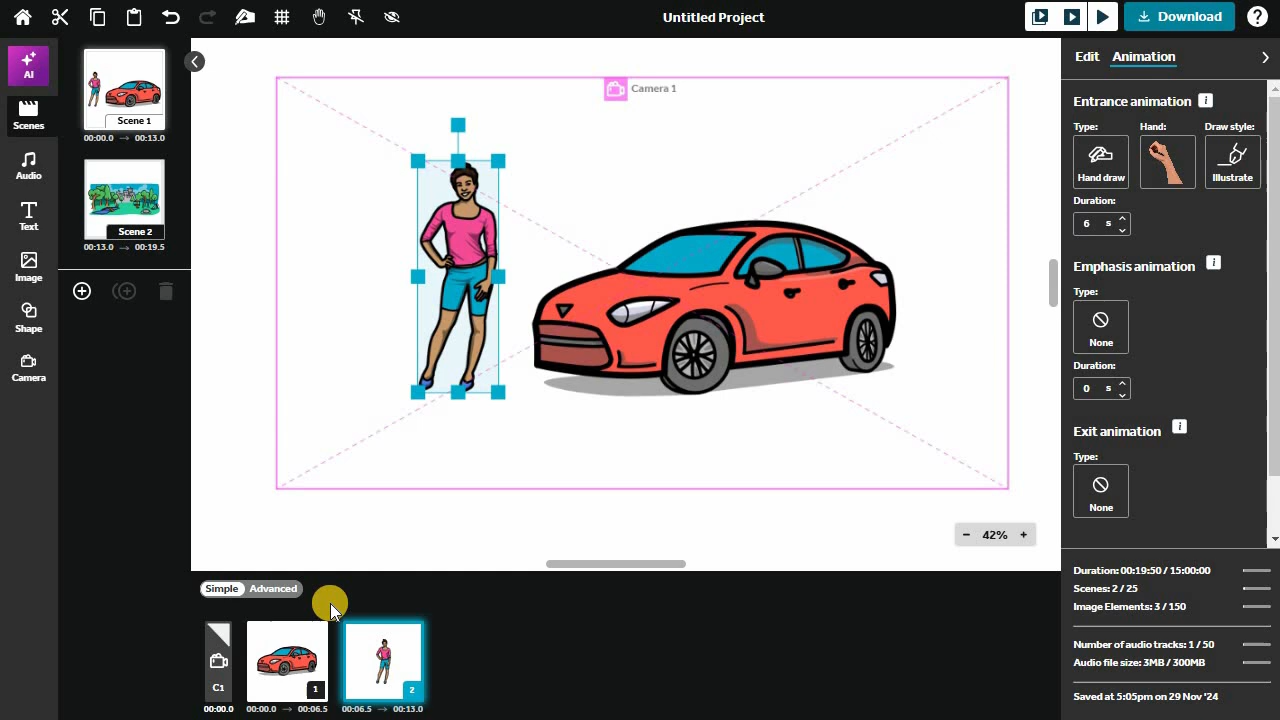 Untitled Project
Download
?
AI
Scenes
Audio
Text
Image
Shape
Camera
Scene 1
00:00.0 → 00:13.0
Scene 2
00:13.0 → 00:19.5
Camera 1
42%
Edit
Animation
Entrance animation
Type:
Hand:
Draw style:
Hand draw
Illustrate
Duration:
6 s
Emphasis animation
Type:
None
Duration:
0 s
Exit animation
Type:
None
Duration: 00:19:50 / 15:00:00
Scenes: 2 / 25
Image Elements: 3 / 150
Number of audio tracks: 1 / 50
Audio file size: 3MB / 300MB
Saved at 5:05pm on 29 Nov '24
Simple
Advanced
C1
1
2
00:00.0
00:00.0 → 00:06.5
00:06.5 → 00:13.0